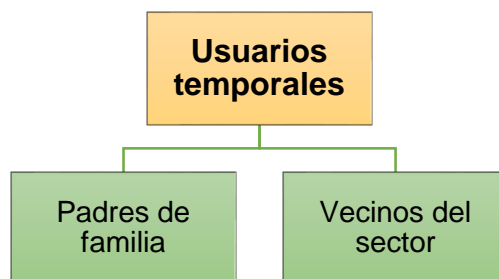 Usuarios
temporales
Padres de
familia
Vecinos del
sector